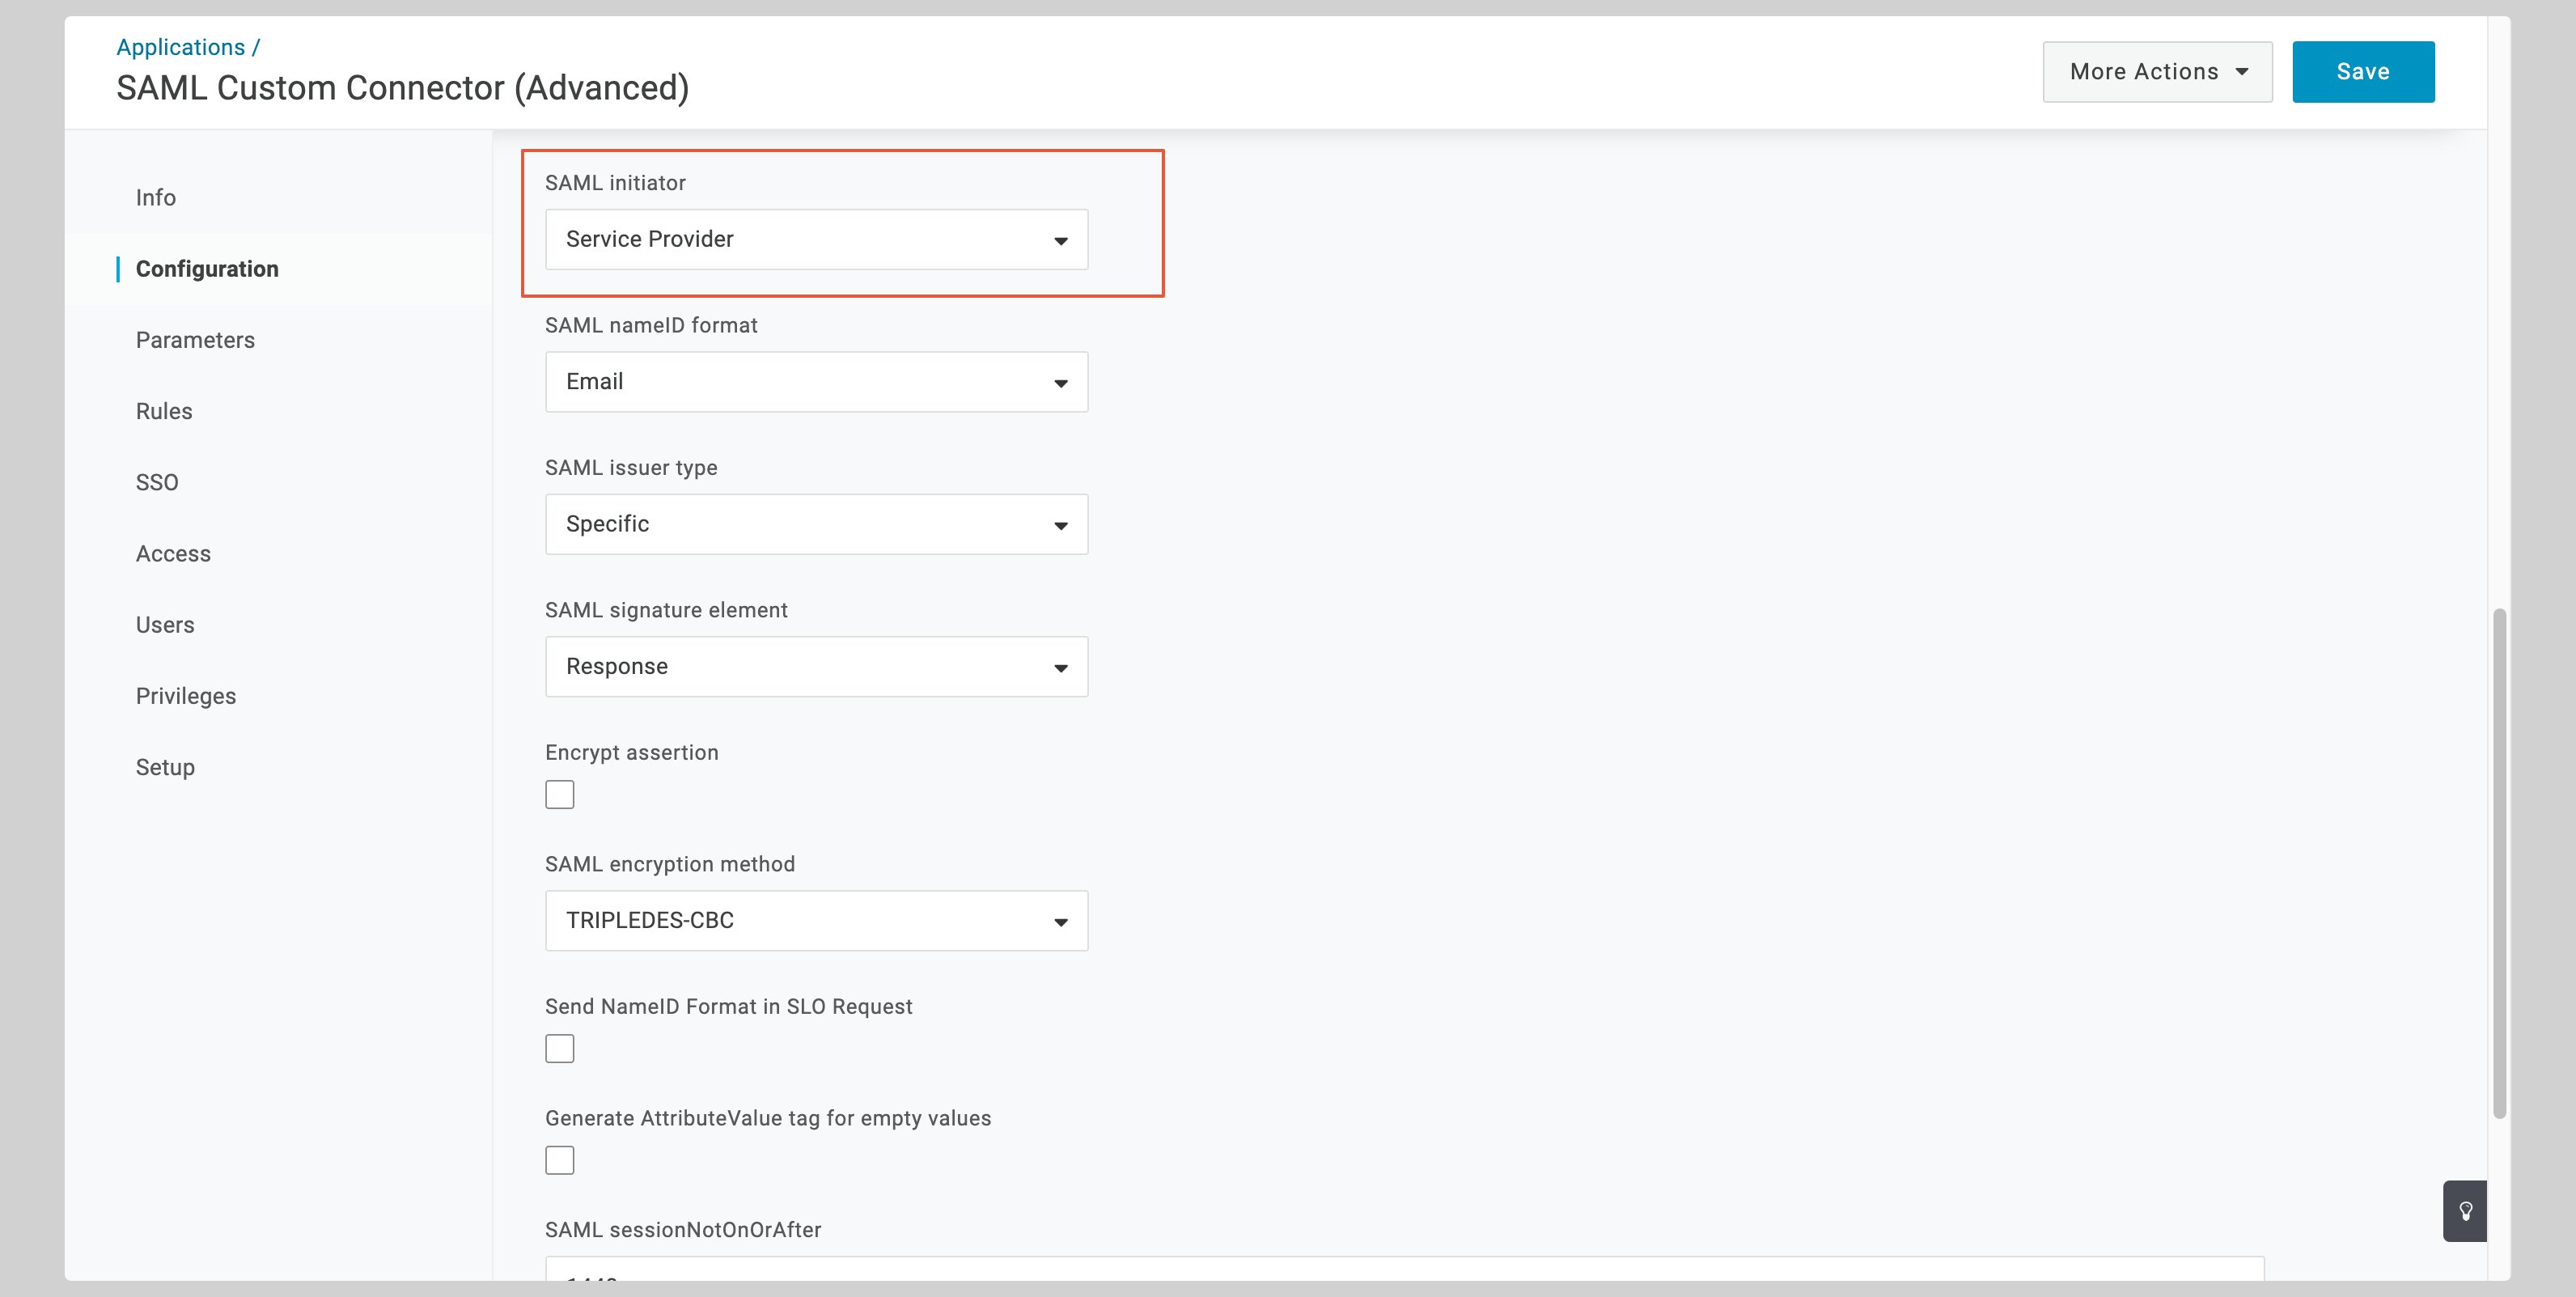 Applications /
SAML Custom Connector (Advanced)
More Actions
Save
Info
Configuration
Parameters
Rules
SSO
Access
Users
Privileges
Setup
SAML initiator
Service Provider
SAML nameID format
Email
SAML issuer type
Specific
SAML signature element
Response
Encrypt assertion
SAML encryption method
TRIPLEDES-CBC
Send NameID Format in SLO Request
Generate AttributeValue tag for empty values
SAML sessionNotOnOrAfter